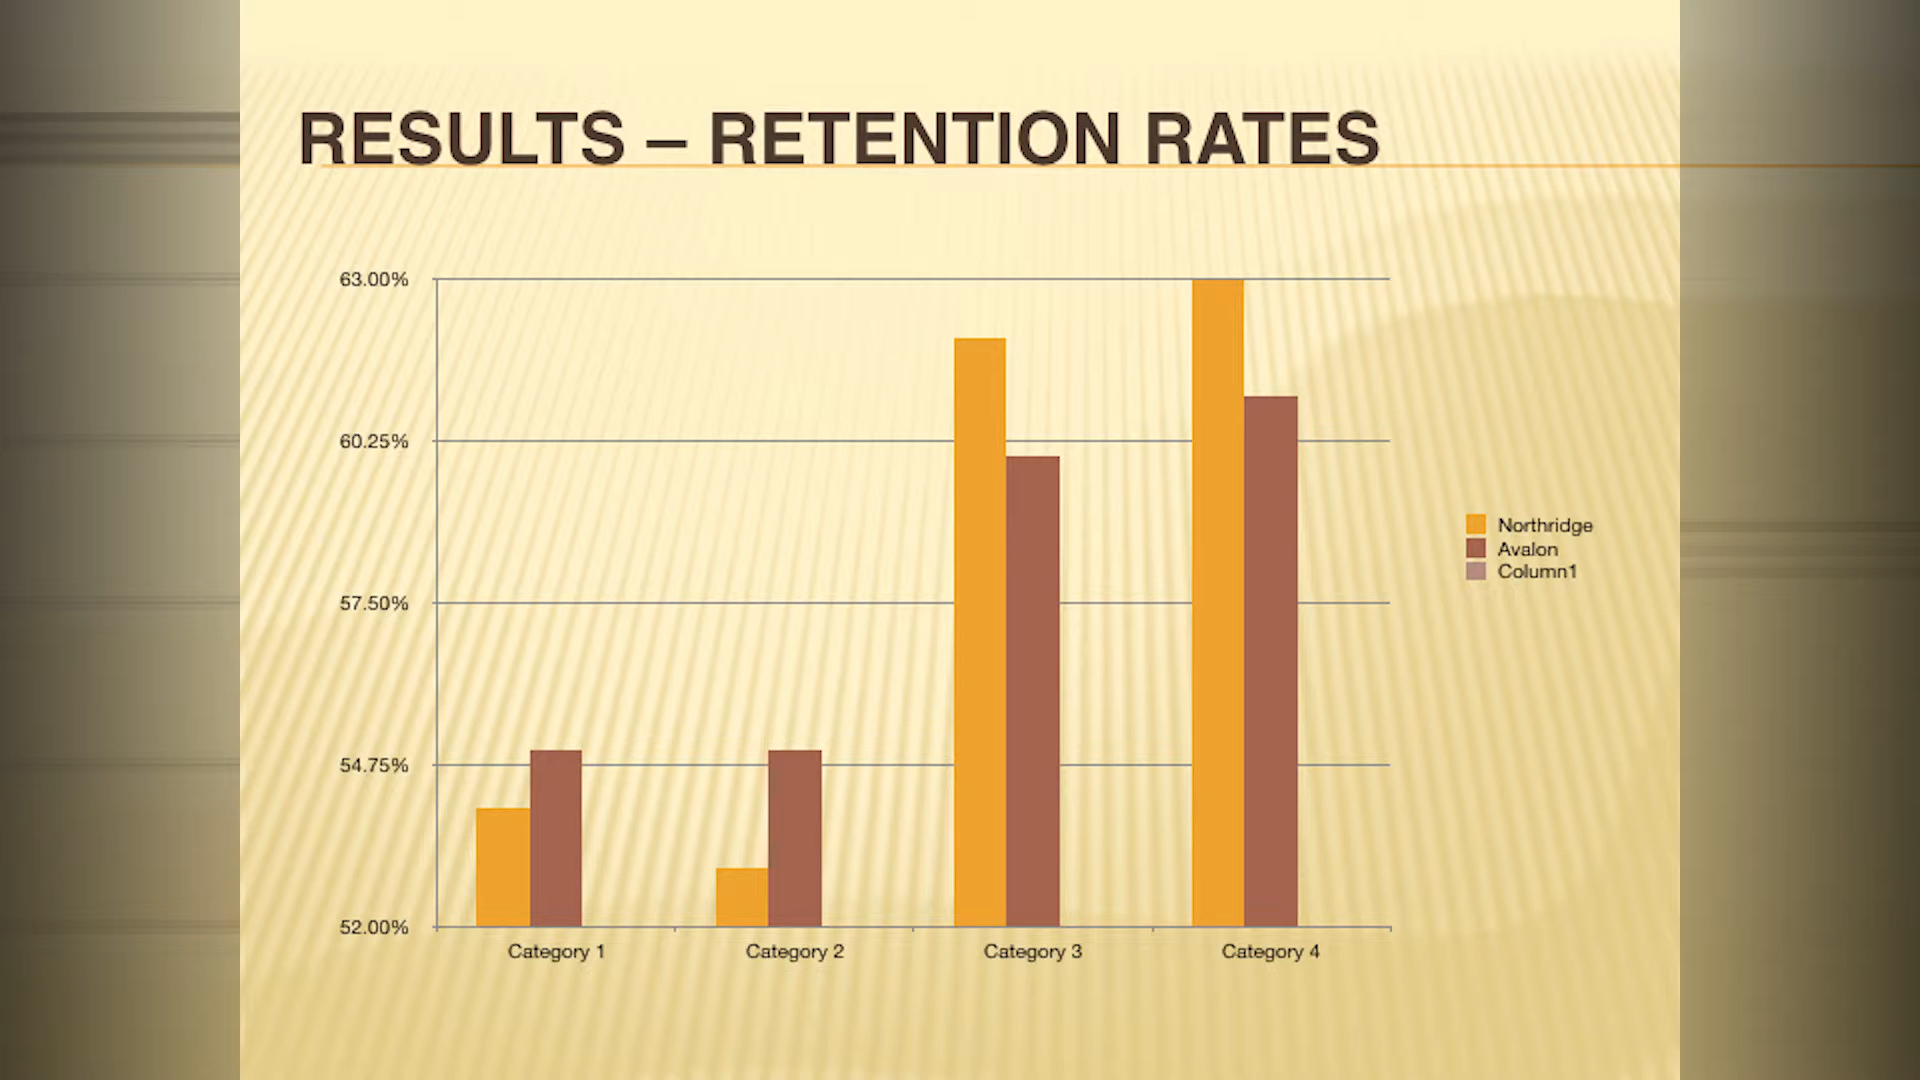 RESULTS – RETENTION RATES
63.00%
60.25%
57.50%
54.75%
52.00%
Category 1 Category 2 Category 3 Category 4
Northridge
Avalon
Column1